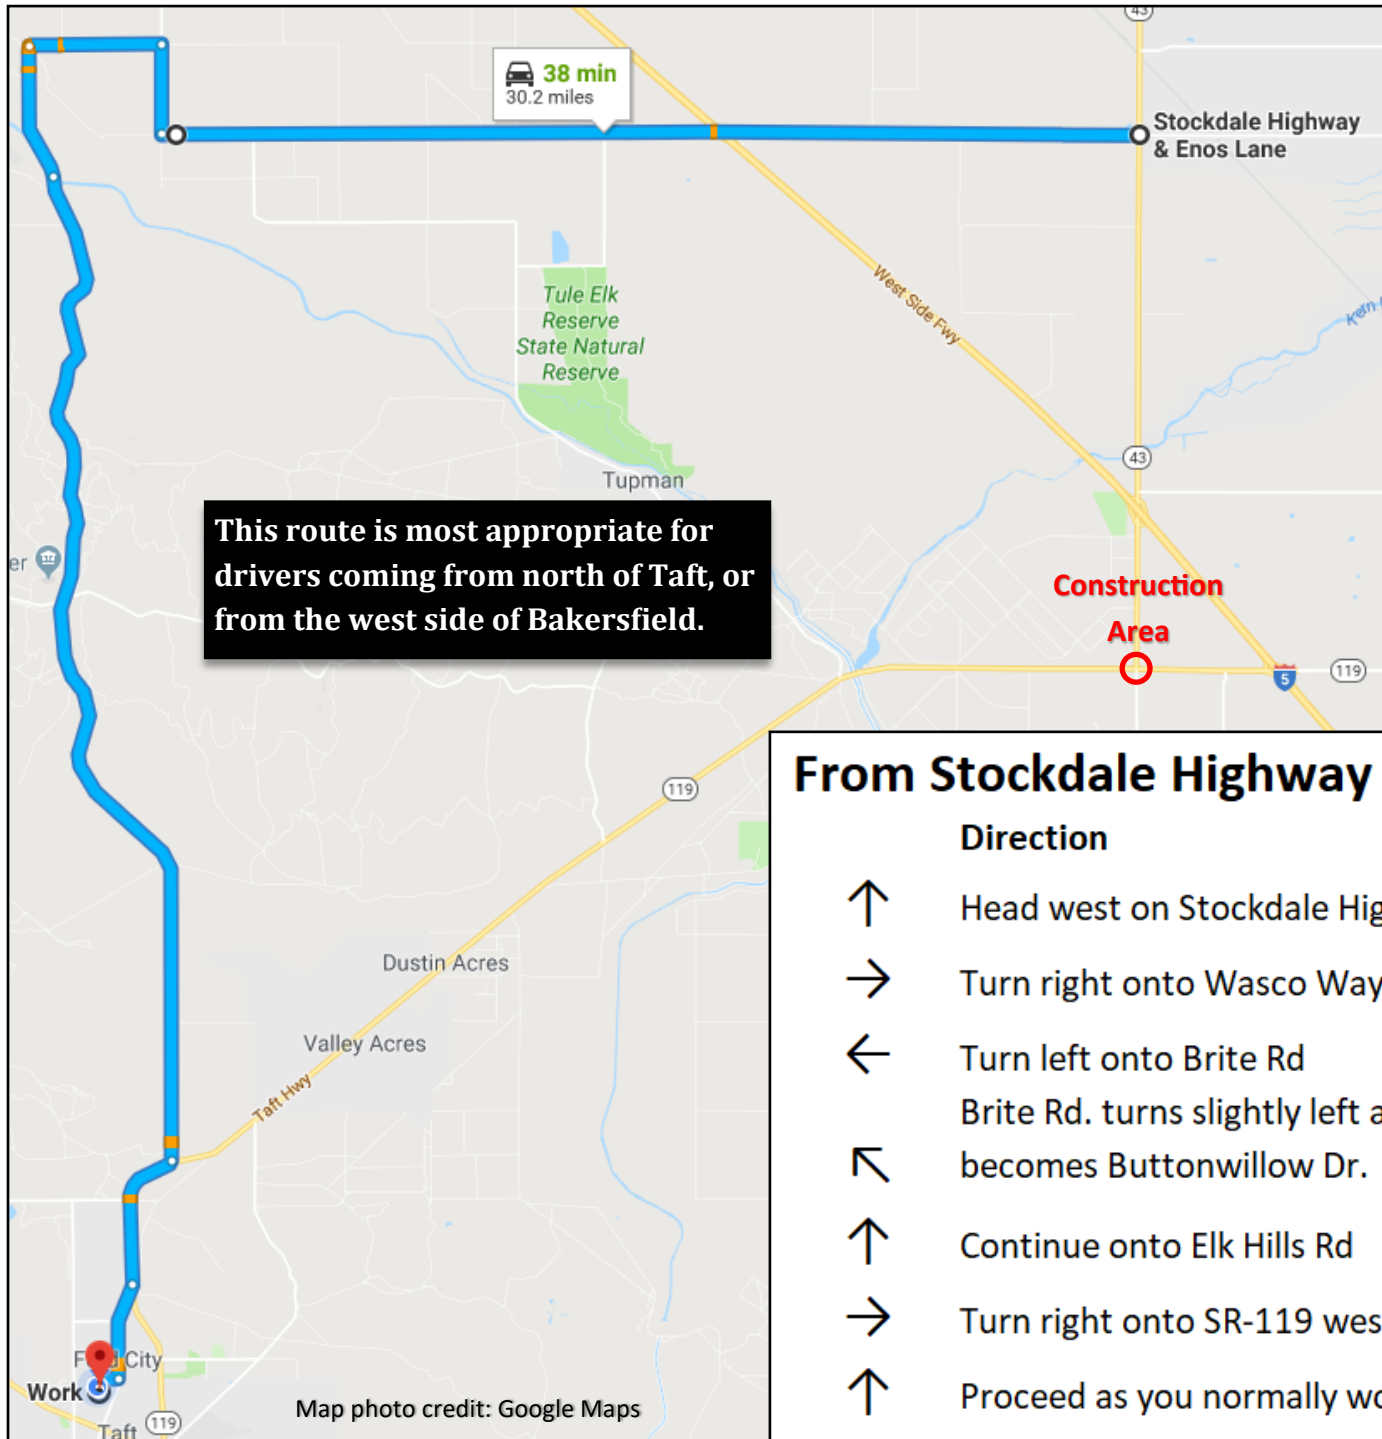 43
38 min
30.2 miles
Stockdale Highway
& Enos Lane
West Side Fwy
Tule Elk
Reserve
State Natural
Reserve
Kern
43
Tupman
This route is most appropriate for
drivers coming from north of Taft, or
from the west side of Bakersfield.
er
Construction
Area
5
119
119
From Stockdale Highway
Direction
↑ Head west on Stockdale Hig
→ Turn right onto Wasco Way
← Turn left onto Brite Rd
Brite Rd. turns slightly left a
↖ becomes Buttonwillow Dr.
↑ Continue onto Elk Hills Rd
→ Turn right onto SR-119 wes
↑ Proceed as you normally wo
Dustin Acres
Valley Acres
Taft Hwy
City
Work
119
Taft
Map photo credit: Google Maps